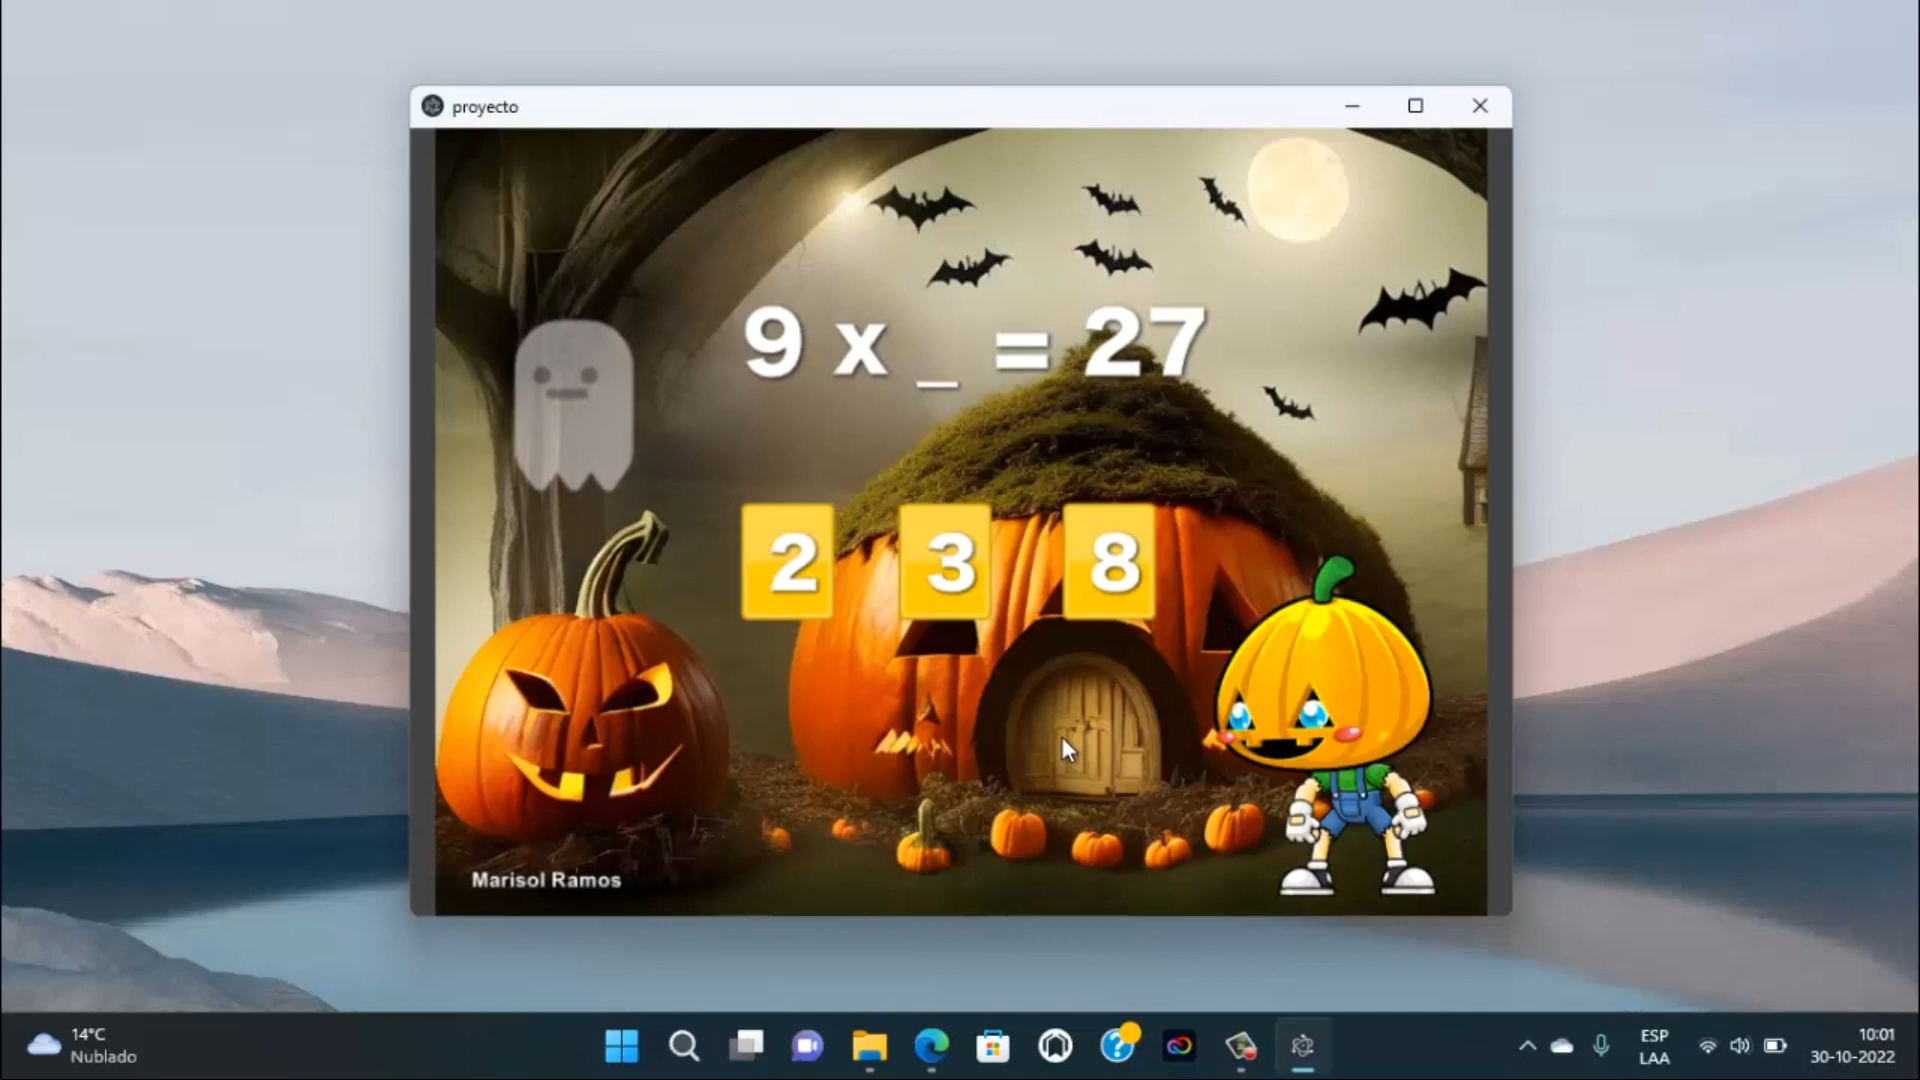 proyecto
9 x _ = 27
2 3 8
Marisol Ramos
14°C
Nublado
ESP
LAA
10:01
30-10-2022